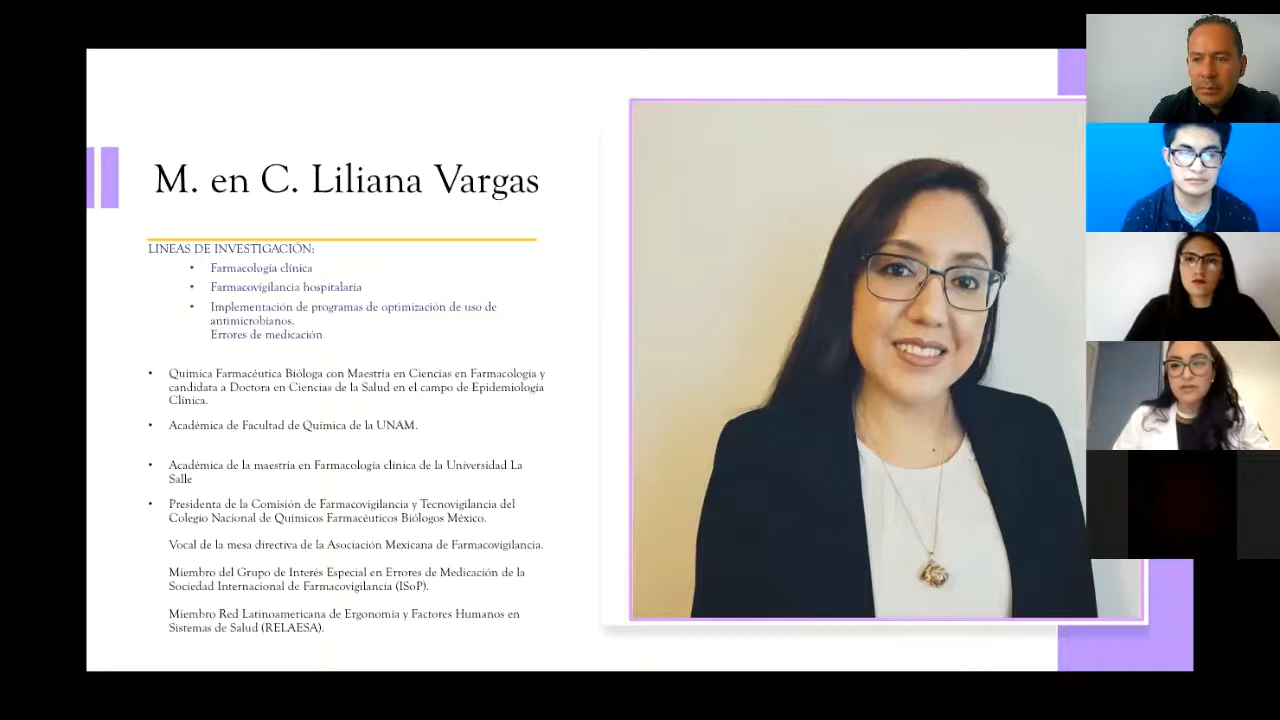 M. en C. Liliana Vargas
LINEAS DE INVESTIGACIÓN:
• Farmacología clínica
• Farmacovigilancia hospitalaria
• Implementación de programas de optimización de uso de
antimicrobianos.
Errores de medicación
• Química Farmacéutica Bióloga con Maestría en Ciencias en Farmacología y
candidata a Doctora en Ciencias de la Salud en el campo de Epidemiología
Clínica.
• Académica de Facultad de Química de la UNAM.
• Académica de la maestría en Farmacología clínica de la Universidad La
Salle
• Presidenta de la Comisión de Farmacovigilancia y Tecnovigilancia del
Colegio Nacional de Químicos Farmacéuticos Biólogos México.
Vocal de la mesa directiva de la Asociación Mexicana de Farmacovigilancia.
Miembro del Grupo de Interés Especial en Errores de Medicación de la
Sociedad Internacional de Farmacovigilancia (ISoP).
Miembro Red Latinoamericana de Ergonomía y Factores Humanos en
Sistemas de Salud (RELAESA).